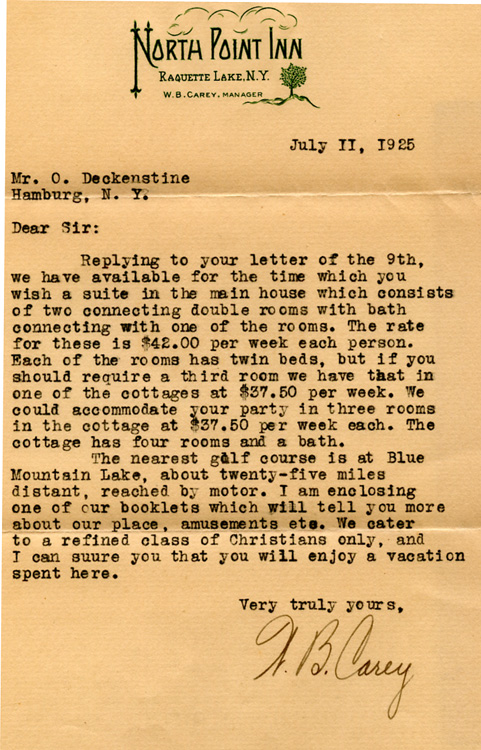 NORTH POINT INN
RAQUETTE LAKE, N.Y.
W. B. CAREY, MANAGER
July II, I925
Mr. O. Deckenstine
Hamburg, N. Y.
Dear Sir:
Replying to your letter of the 9th,
we have available for the time which you
wish a suite in the main house which consists
of two connecting double rooms with bath
connecting with one of the rooms. The rate
for these is $42.00 per week each person.
Each of the rooms has twin beds, but if you
should require a third room we have that in
one of the cottages at $37.50 per week. We
could accommodate your party in three rooms
in the cottage at $37.50 per week each. The
cottage has four rooms and a bath.
The nearest golf course is at Blue
Mountain Lake, about twenty-five miles
distant, reached by motor. I am enclosing
one of our booklets which will tell you more
about our place, amusements etc. We cater
to a refined class of Christians only, and
I can suure you that you will enjoy a vacation
spent here.
Very truly yours,
W. B. Carey